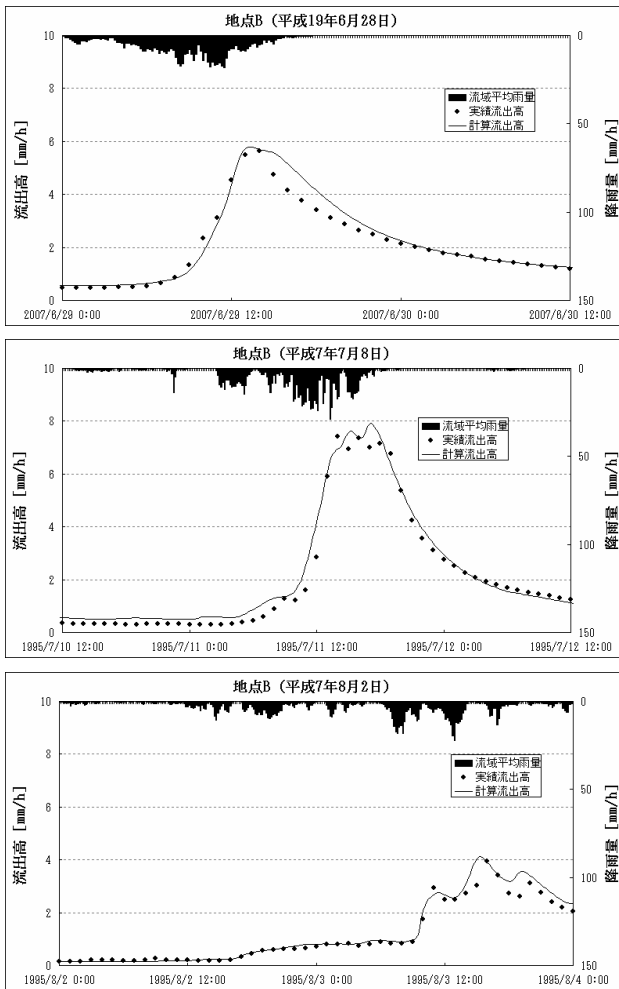 地点B (平成19年6月28日)
10 0
8
50
6
4
100
2
0 150
流出高 [mm/h]
降雨量 [mm/h]
流域平均雨量
実績流出高
計算流出高
2007/6/29 0:00 2007/6/29 12:00 2007/6/30 0:00 2007/6/30 12:00
地点B (平成7年7月8日)
10 0
8
50
6
4
100
2
0 150
流出高 [mm/h]
降雨量 [mm/h]
流域平均雨量
実績流出高
計算流出高
1995/7/10 12:00 1995/7/11 0:00 1995/7/11 12:00 1995/7/12 0:00 1995/7/12 12:00
地点B (平成7年8月2日)
10 0
8
50
6
4
100
2
0 150
流出高 [mm/h]
降雨量 [mm/h]
流域平均雨量
実績流出高
計算流出高
1995/8/2 0:00 1995/8/2 12:00 1995/8/3 0:00 1995/8/3 12:00 1995/8/4 0:00